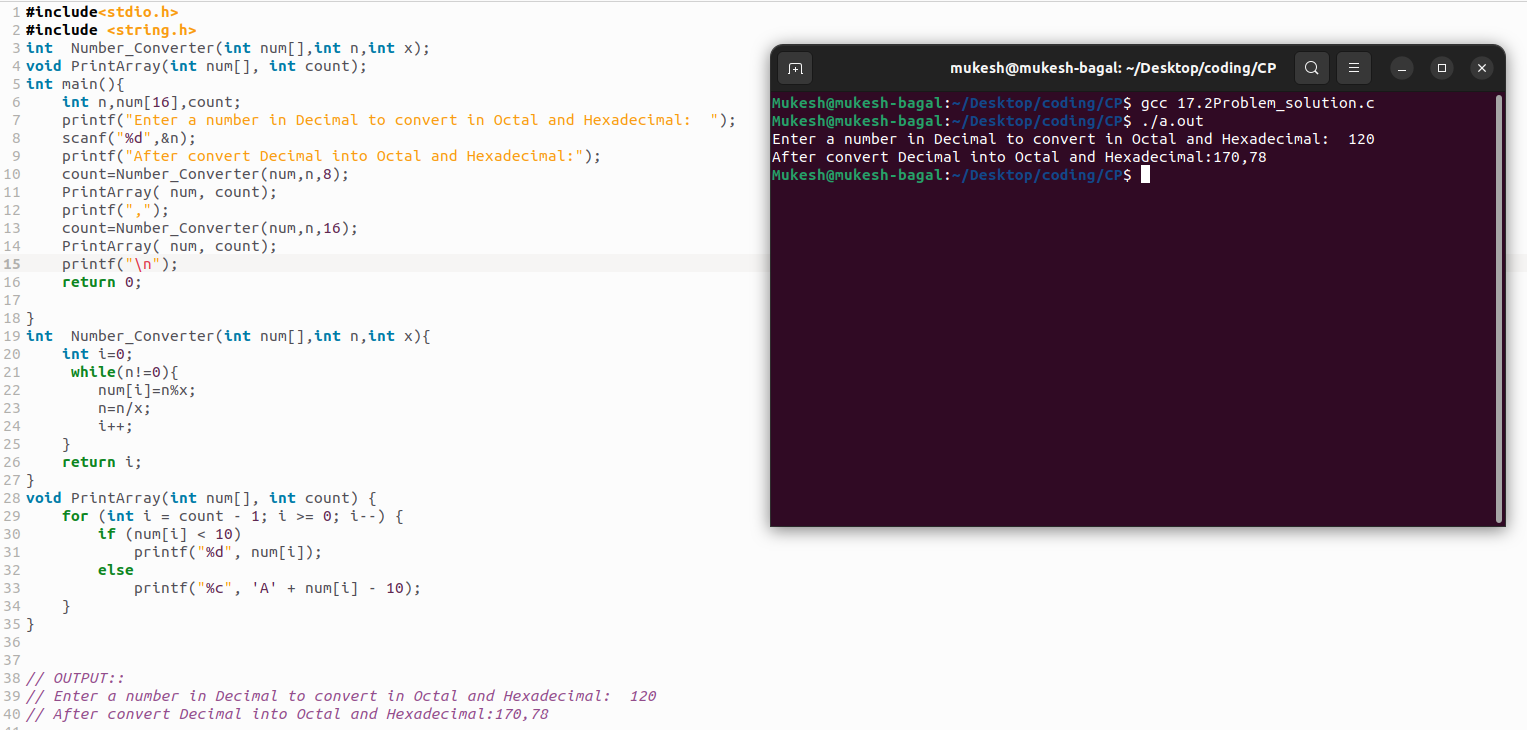 1 #include<stdio.h>
2 #include <string.h>
3 int  Number_Converter(int num[],int n,int x);
4 void PrintArray(int num[], int count);
5 int main(){
6     int n,num[16],count;
7     printf("Enter a number in Decimal to convert in Octal and Hexadecimal:  ");
8     scanf("%d",&n);
9     printf("After convert Decimal into Octal and Hexadecimal:");
10     count=Number_Converter(num,n,8);
11     PrintArray( num, count);
12     printf(",");
13     count=Number_Converter(num,n,16);
14     PrintArray( num, count);
15     printf("\n");
16     return 0;
17
18 }
19 int  Number_Converter(int num[],int n,int x){
20     int i=0;
21      while(n!=0){
22         num[i]=n%x;
23         n=n/x;
24         i++;
25     }
26     return i;
27 }
28 void PrintArray(int num[], int count) {
29     for (int i = count - 1; i >= 0; i--) {
30         if (num[i] < 10)
31             printf("%d", num[i]);
32         else
33             printf("%c", 'A' + num[i] - 10);
34     }
35 }
36
37
38 // OUTPUT::
39 // Enter a number in Decimal to convert in Octal and Hexadecimal:  120
40 // After convert Decimal into Octal and Hexadecimal:170,78
mukesh@mukesh-bagal: ~/Desktop/coding/CP
Mukesh@mukesh-bagal:~/Desktop/coding/CP$ gcc 17.2Problem_solution.c
Mukesh@mukesh-bagal:~/Desktop/coding/CP$ ./a.out
Enter a number in Decimal to convert in Octal and Hexadecimal:  120
After convert Decimal into Octal and Hexadecimal:170,78
Mukesh@mukesh-bagal:~/Desktop/coding/CP$